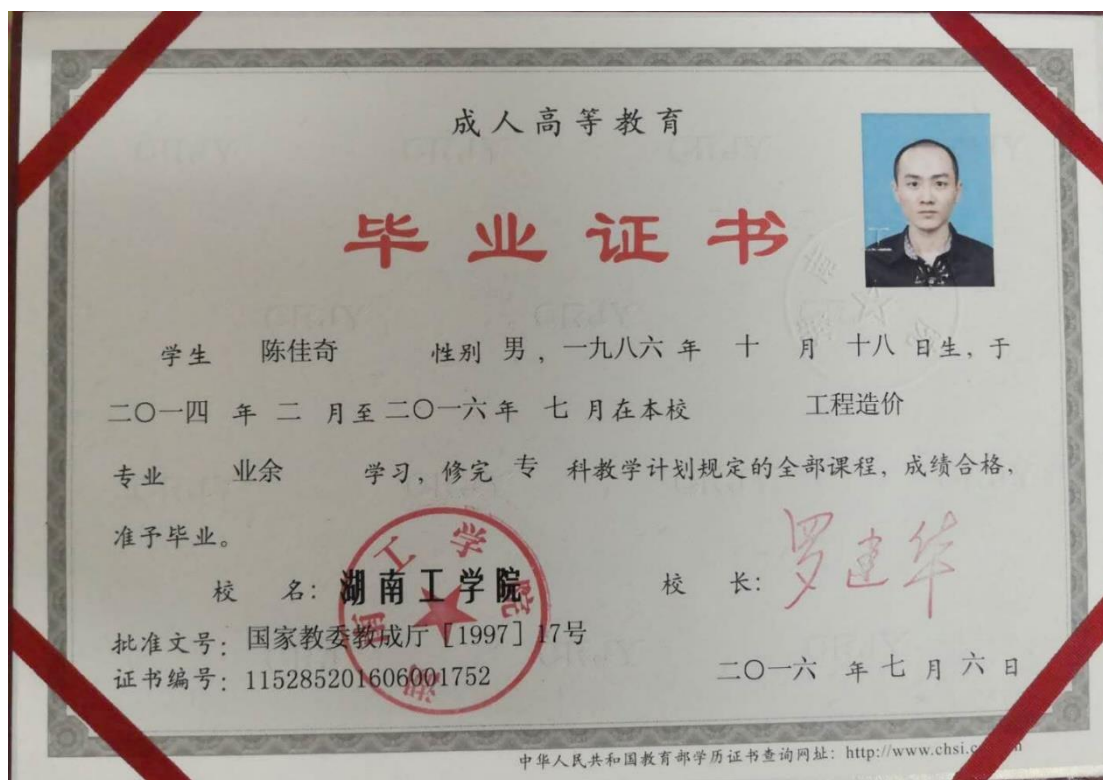 成人高等教育
毕业证书
学生 陈佳奇 性别 男，一九八六 年 十 月 十八 日生，于
二〇一四 年 二 月至 二〇一六 年 七 月在本校 工程造价
专业 业余 学习，修完 专 科教学计划规定的全部课程，成绩合格，
准予毕业。
校 名：湖南工学院 校 长：罗建华
批准文号：国家教委教成厅［1997］17号
证书编号：115285201606001752
二〇一六 年 七 月 六 日
湖南工学院
中华人民共和国教育部学历证书查询网址：http://www.chsi.c